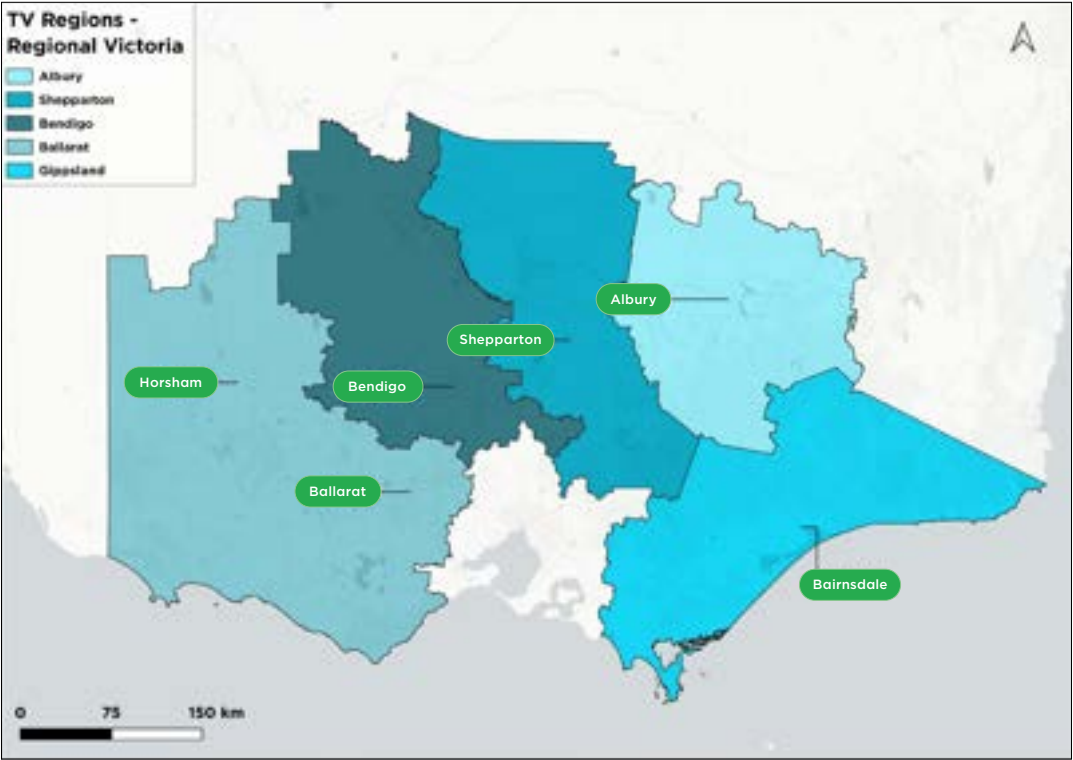 TV Regions -
Regional Victoria
Albury
Shepparton
Bendigo
Ballarat
Gippsland
Albury
Shepparton
Horsham
Bendigo
Ballarat
Bairnsdale
0 75 150 km